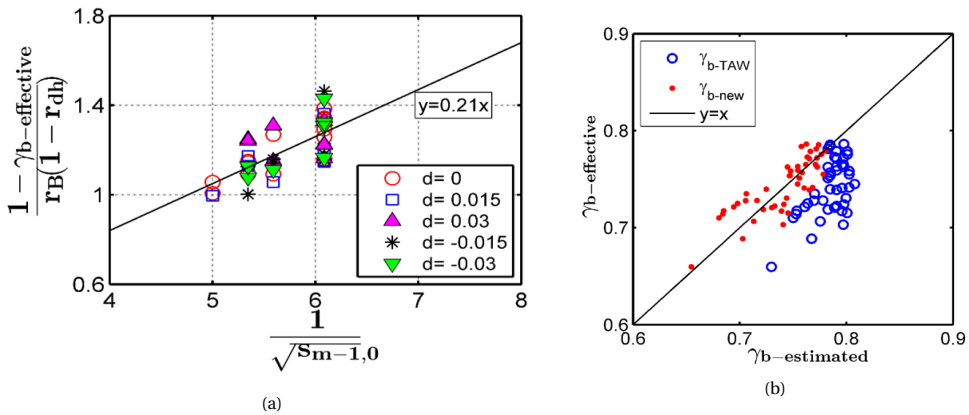 1.8
1.4
1
0.6
4
5
6
7
8
1 − γb−effective
rB(1 − rdh)
y=0.21x
d= 0
d= 0.015
d= 0.03
d= -0.015
d= -0.03
1
√sm−1,0
(a)
0.9
0.8
0.7
0.6
0.6
0.7
0.8
0.9
γb−effective
γb-TAW
γb-new
y=x
γb−estimated
(b)